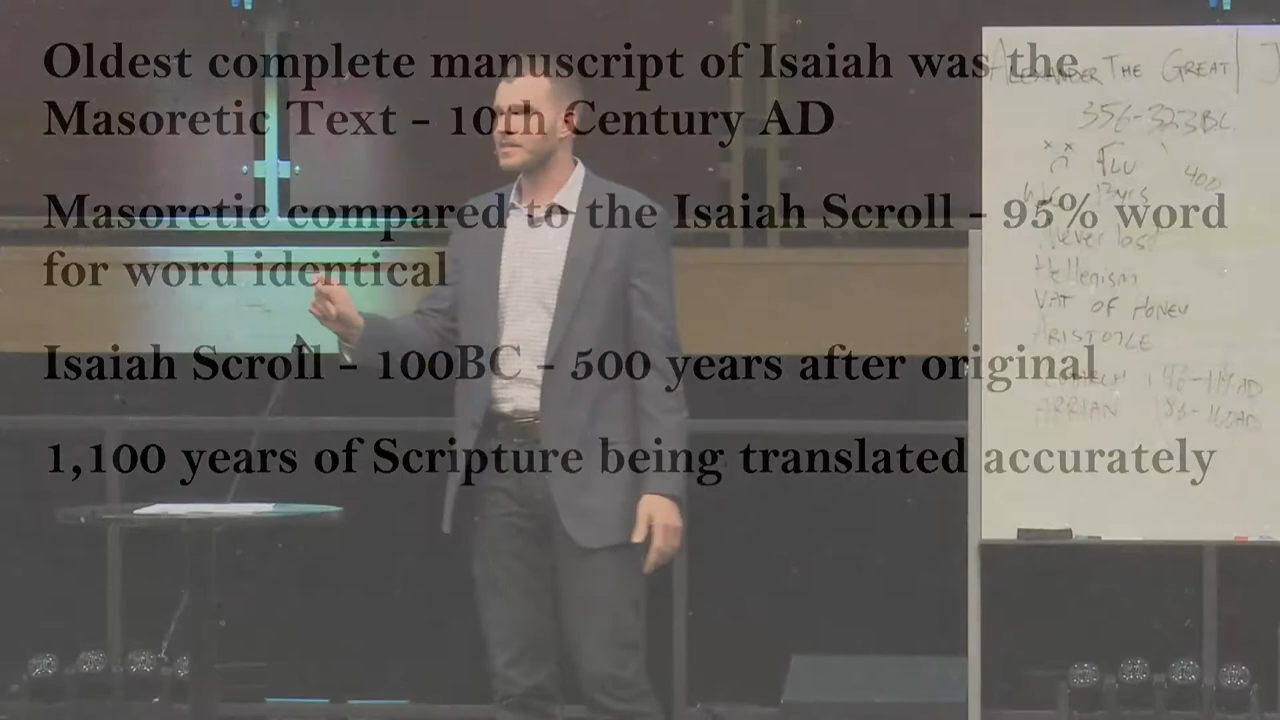 Oldest complete manuscript of Isaiah was the
Masoretic Text - 10th Century AD
Masoretic compared to the Isaiah Scroll - 95% word
for word identical
Isaiah Scroll - 100BC - 500 years after original
1,100 years of Scripture being translated accurately
ALEXANDER THE GREAT
356-323BC
FLU
400
Never lost
Hellenism
VAT OF HONEY
ARISTOTLE
ARRIAN